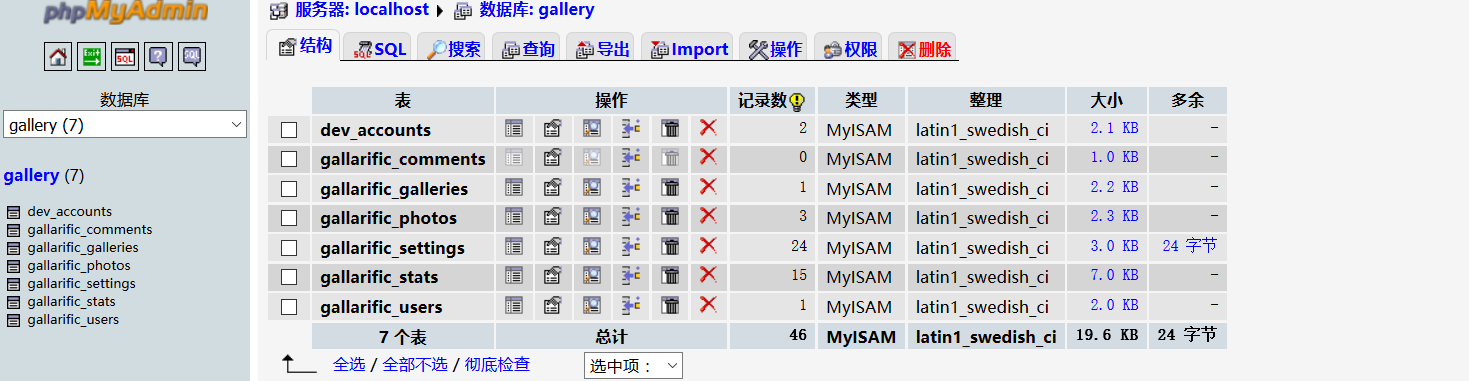 phpMyAdmin
Exit
SQL
SQL
数据库
gallery (7)
gallery (7)
dev_accounts
gallarific_comments
gallarific_galleries
gallarific_photos
gallarific_settings
gallarific_stats
gallarific_users
服务器: localhost 数据库: gallery
结构 SQL 搜索 查询 导出 Import 操作 权限 删除
表 操作 记录数 类型 整理 大小 多余
dev_accounts 2 MyISAM latin1_swedish_ci 2.1 KB -
gallarific_comments 0 MyISAM latin1_swedish_ci 1.0 KB -
gallarific_galleries 1 MyISAM latin1_swedish_ci 2.2 KB -
gallarific_photos 3 MyISAM latin1_swedish_ci 2.3 KB -
gallarific_settings 24 MyISAM latin1_swedish_ci 3.0 KB 24 字节
gallarific_stats 15 MyISAM latin1_swedish_ci 7.0 KB -
gallarific_users 1 MyISAM latin1_swedish_ci 2.0 KB -
7 个表 总计 46 MyISAM latin1_swedish_ci 19.6 KB 24 字节
全选 / 全部不选 / 彻底检查 选中项：